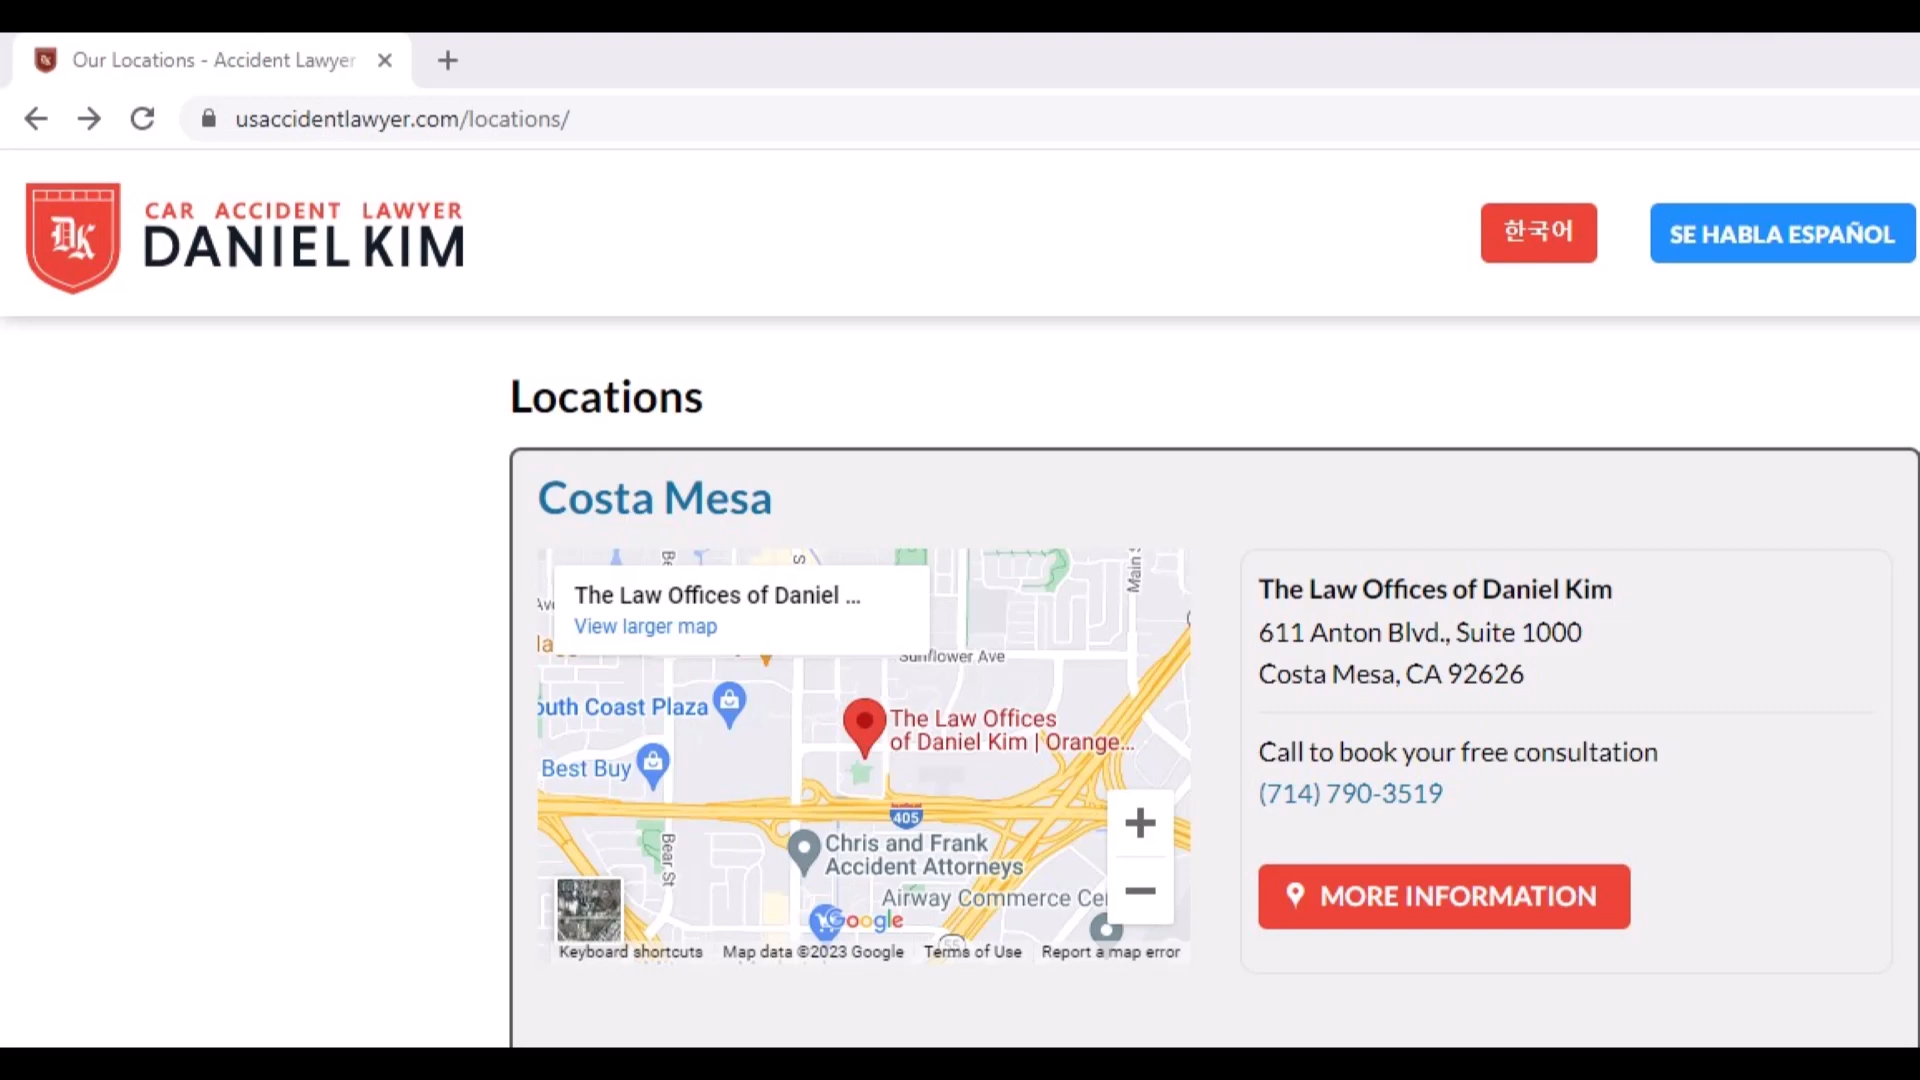 Our Locations - Accident Lawyer
usaccidentlawyer.com/locations/
DK
CAR ACCIDENT LAWYER
DANIEL KIM
한국어
SE HABLA ESPAÑOL
Locations
Costa Mesa
The Law Offices of Daniel ...
View larger map
Sunflower Ave
Main
outh Coast Plaza
Best Buy
The Law Offices
of Daniel Kim | Orange...
405
Bear St
Chris and Frank
Accident Attorneys
Airway Commerce Ce
55
Google
Keyboard shortcuts
Map data ©2023 Google
Terms of Use
Report a map error
The Law Offices of Daniel Kim
611 Anton Blvd., Suite 1000
Costa Mesa, CA 92626
Call to book your free consultation
(714) 790-3519
MORE INFORMATION